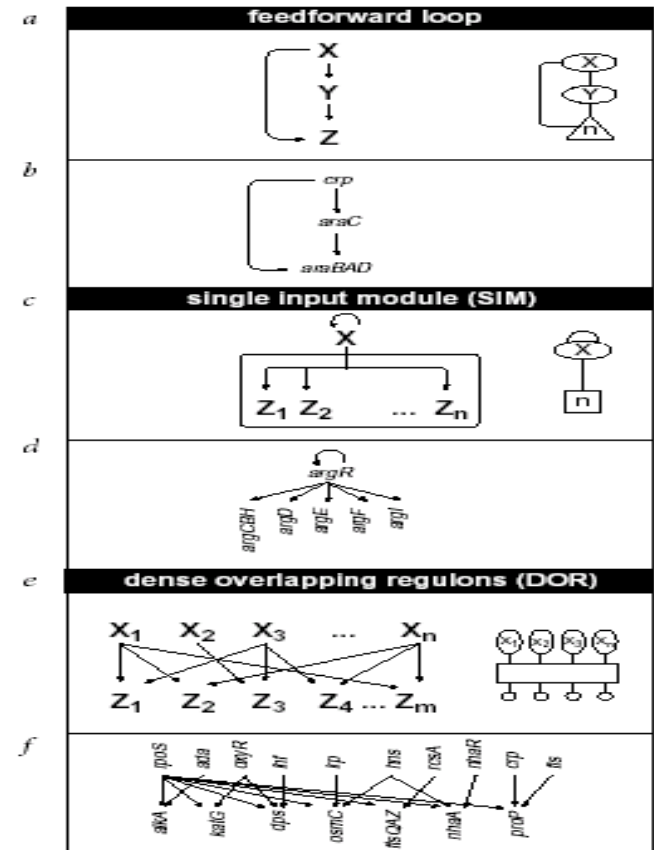 a
feedforward loop
X
Y
Z
X
Y
n
b
crp
araC
araBAD
c
single input module (SIM)
X
Z1 Z2 ... Zn
X
n
d
argR
argCBH argD argE argF argI
e
dense overlapping regulons (DOR)
X1 X2 X3 ... Xn
Z1 Z2 Z3 Z4 ... Zm
X1 X2 X3 Xn
f
rpoS ada oxyR ihf lrp hns rcsA nhaR crp fis
alkA katG dps osmC ftsQAZ nhaA proP